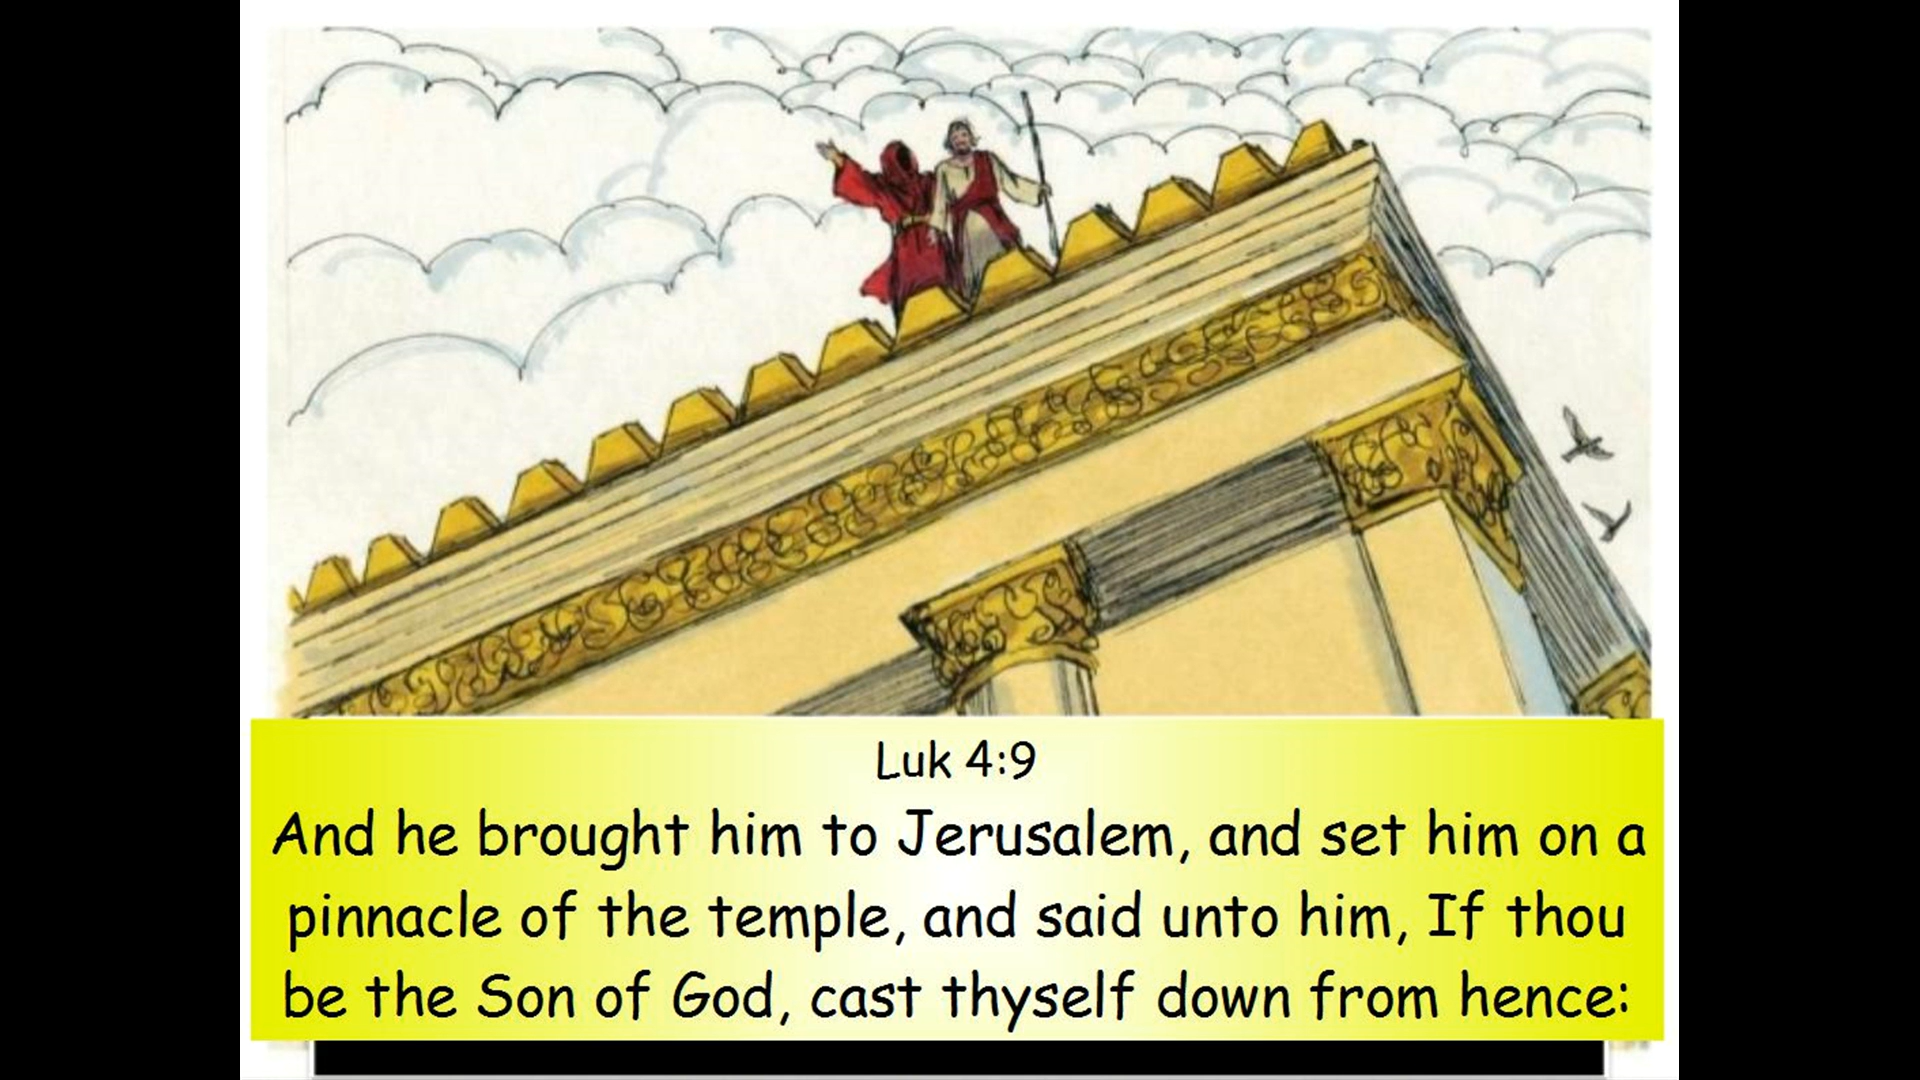 Luk 4:9
And he brought him to Jerusalem, and set him on a
pinnacle of the temple, and said unto him, If thou
be the Son of God, cast thyself down from hence: